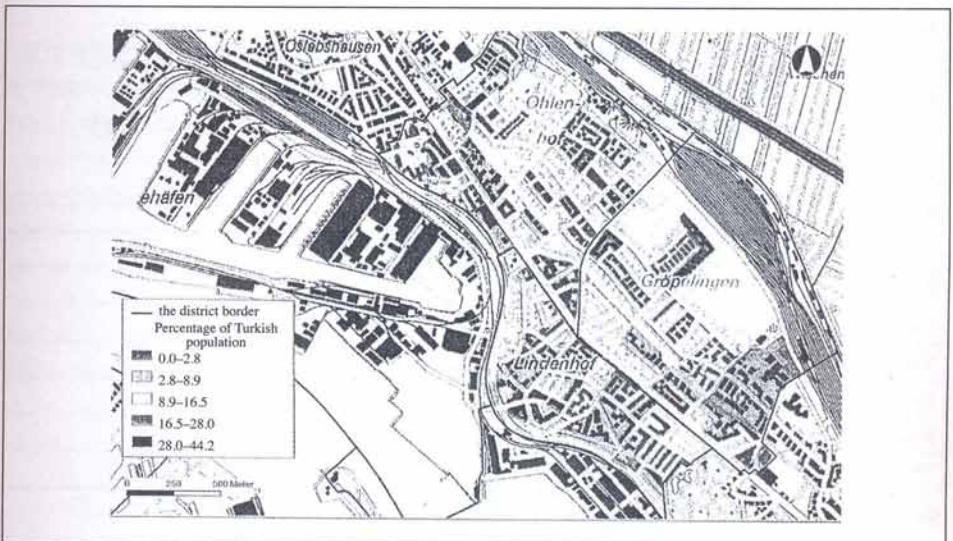 Oslebshausen
Ohlen-
hof
ehäfen
Gröpelingen
Lindenhof
the district border
Percentage of Turkish
population
0.0–2.8
2.8–8.9
8.9–16.5
16.5–28.0
28.0–44.2
0 250 500 Meter